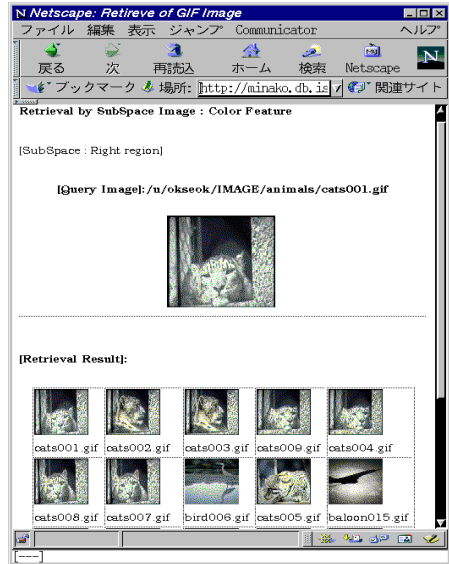 N Netscape: Retireve of GIF Image
ファイル 編集 表示 ジャンプ Communicator ヘルプ
戻る 次 再読込 ホーム 検索 Netscape N
ブックマーク 場所: http://minako.db.is 関連サイト
Retrieval by SubSpace Image : Color Feature
[SubSpace : Right region]
[Query Image]:/u/okseok/IMAGE/animals/cats001.gif
[Retrieval Result]:
cats001.gif cats002.gif cats003.gif cats009.gif cats004.gif
cats008.gif cats007.gif bird006.gif cats005.gif baloon015.gif
[---]